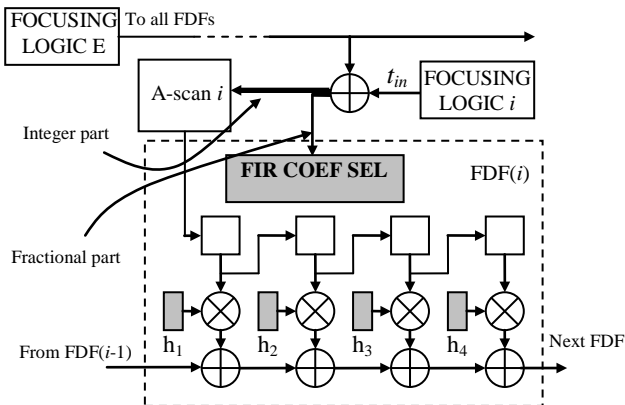 FOCUSING
LOGIC E
To all FDFs
A-scan i
t_in
FOCUSING
LOGIC i
Integer part
FIR COEF SEL
FDF(i)
Fractional part
h₁
h₂
h₃
h₄
From FDF(i-1)
Next FDF